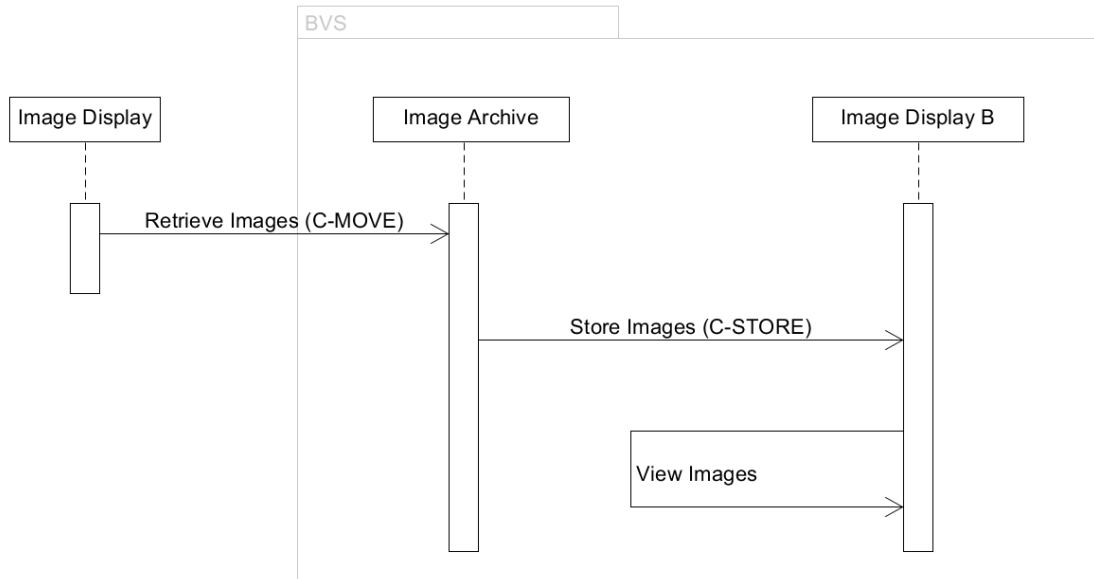 BVS
Image Display
Image Archive
Image Display B
Retrieve Images (C-MOVE)
Store Images (C-STORE)
View Images